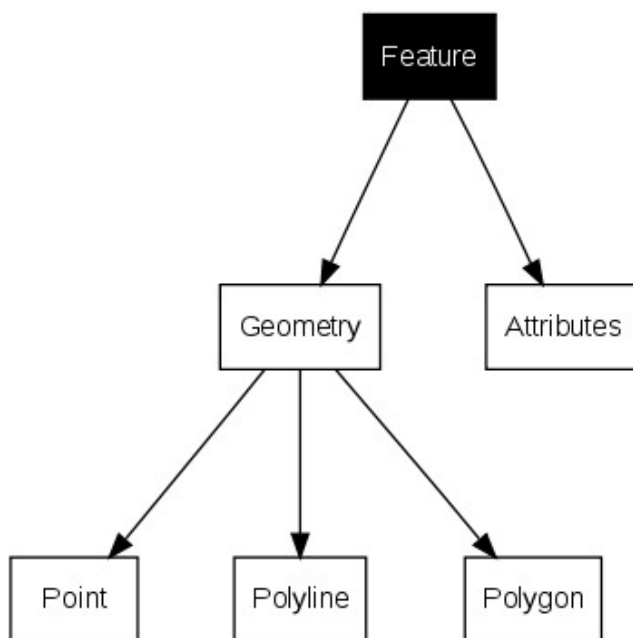 Feature
Geometry
Attributes
Point
Polyline
Polygon